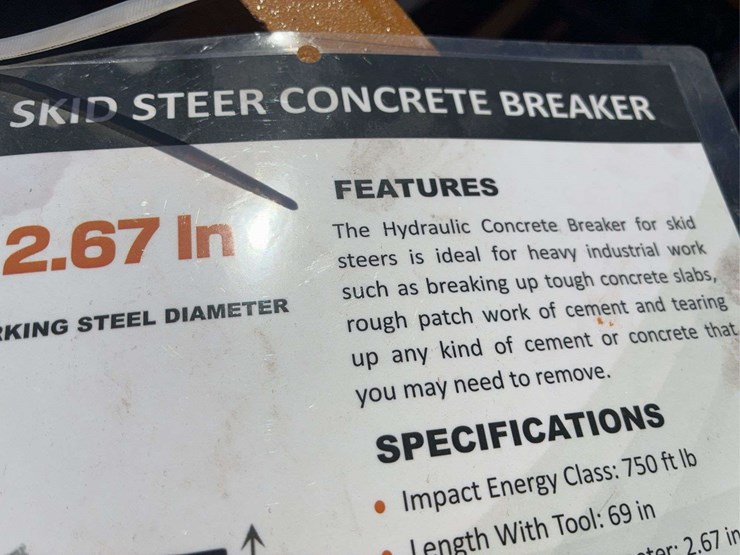 SKID STEER CONCRETE BREAKER
2.67 In
RKING STEEL DIAMETER
FEATURES
The Hydraulic Concrete Breaker for skid
steers is ideal for heavy industrial work
such as breaking up tough concrete slabs,
rough patch work of cement and tearing
up any kind of cement or concrete that
you may need to remove.
SPECIFICATIONS
• Impact Energy Class: 750 ft lb
• Length With Tool: 69 in
2.67 in